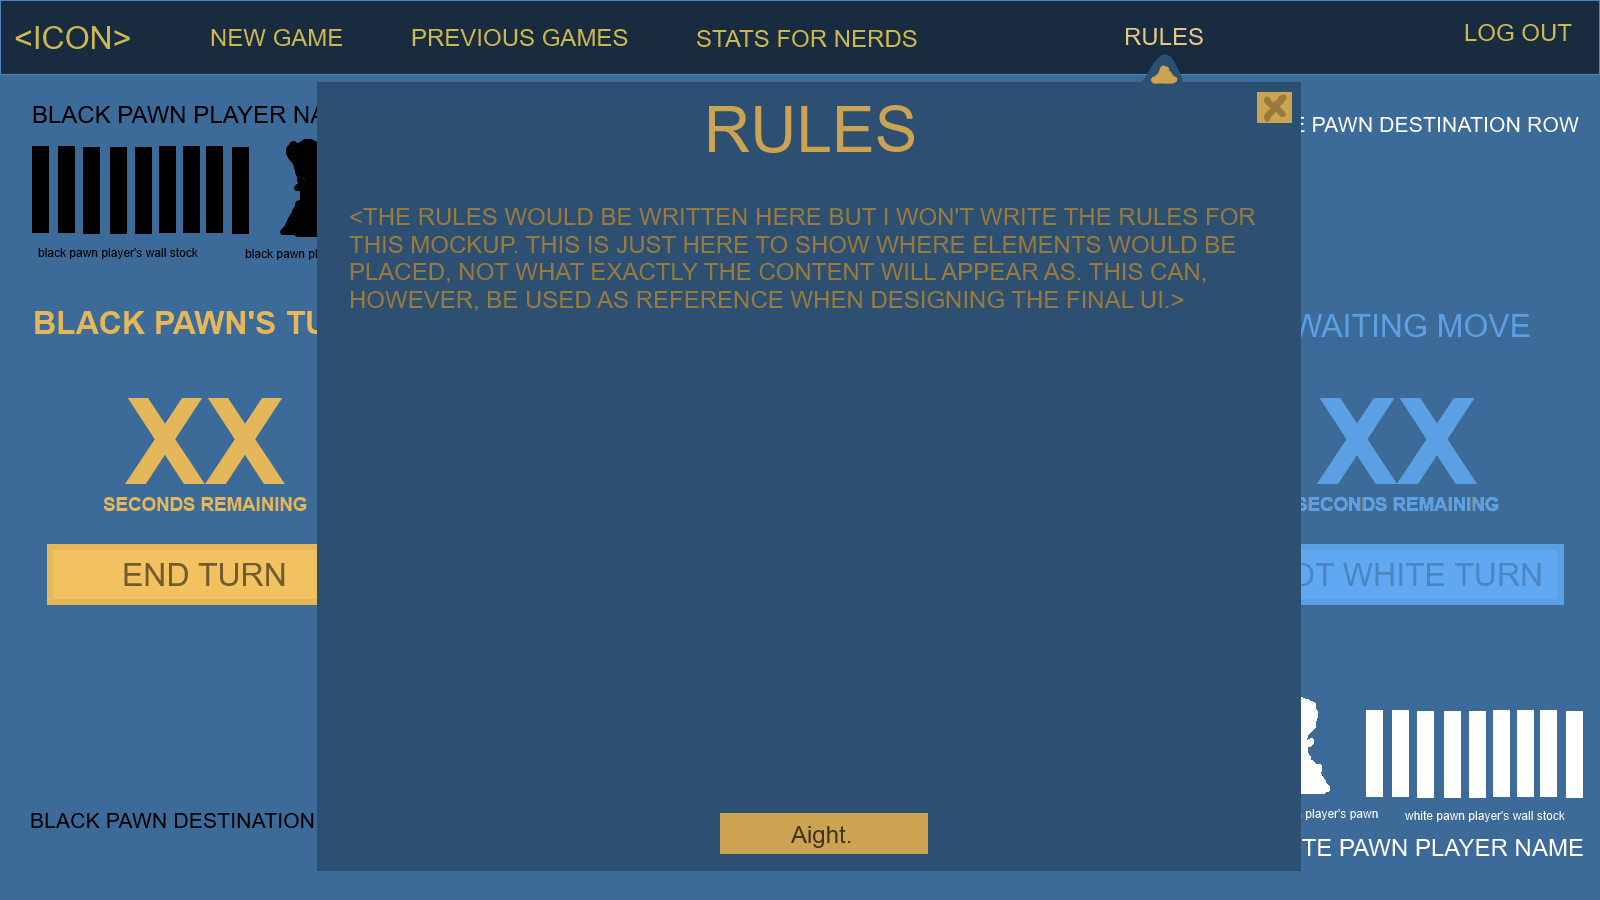 <ICON>
NEW GAME
PREVIOUS GAMES
STATS FOR NERDS
RULES
LOG OUT
BLACK PAWN PLAYER
black pawn player's wall stock
black pawn
BLACK PAWN'S
XX
SECONDS REMAINING
END TURN
BLACK PAWN DESTINATION
RULES
<THE RULES WOULD BE WRITTEN HERE BUT I WON'T WRITE THE RULES FOR
THIS MOCKUP. THIS IS JUST HERE TO SHOW WHERE ELEMENTS WOULD BE
PLACED, NOT WHAT EXACTLY THE CONTENT WILL APPEAR AS. THIS CAN,
HOWEVER, BE USED AS REFERENCE WHEN DESIGNING THE FINAL UI.>
Aight.
PAWN DESTINATION ROW
WAITING MOVE
XX
SECONDS REMAINING
WHITE TURN
player's pawn
white pawn player's wall stock
PAWN PLAYER NAME